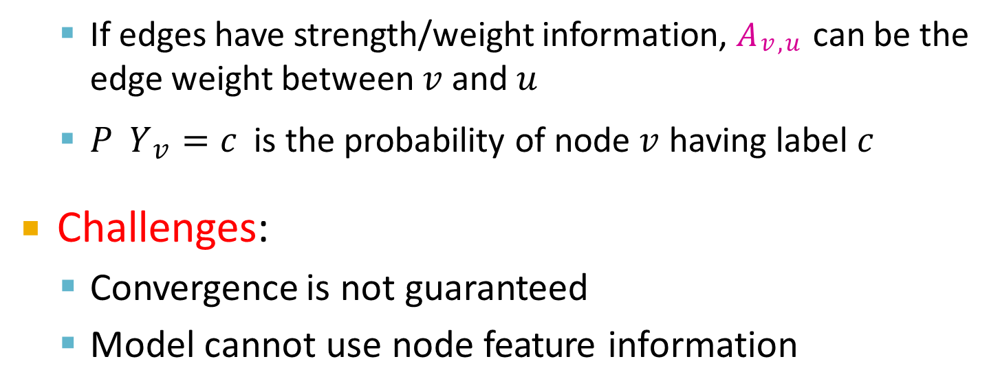 If edges have strength/weight information, A_{v,u} can be the
edge weight between v and u
P Y_v = c is the probability of node v having label c
Challenges:
Convergence is not guaranteed
Model cannot use node feature information